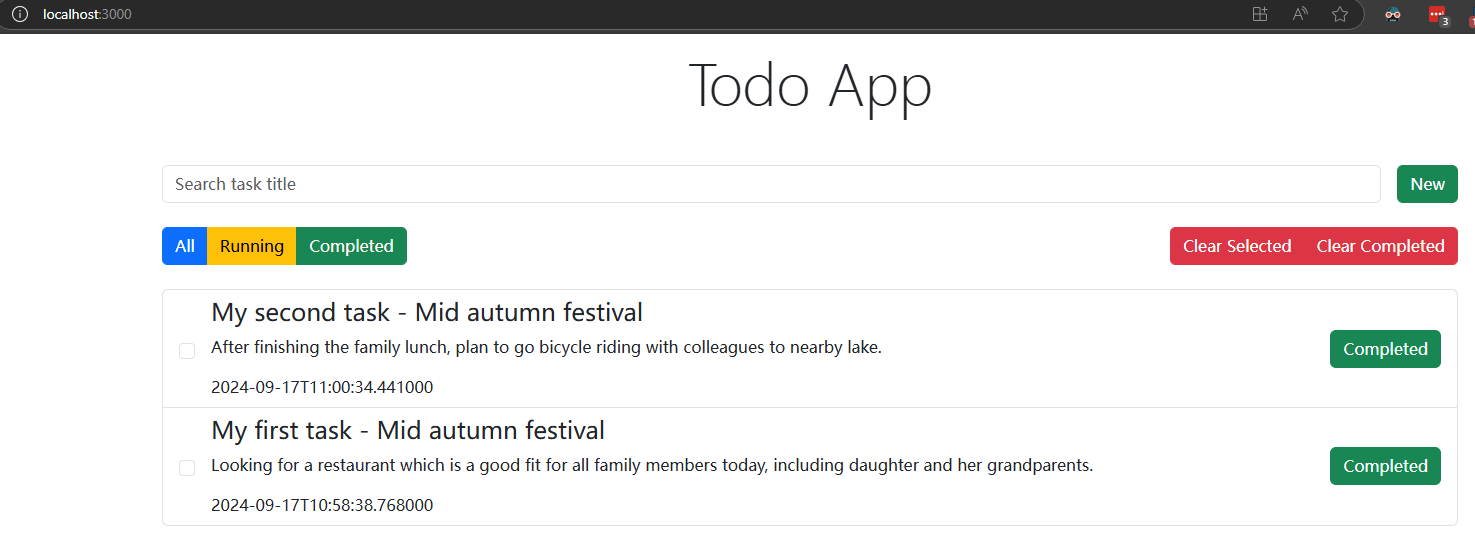 localhost:3000
3
Todo App
Search task title
New
All Running Completed
Clear Selected Clear Completed
My second task - Mid autumn festival
After finishing the family lunch, plan to go bicycle riding with colleagues to nearby lake.
Completed
2024-09-17T11:00:34.441000
My first task - Mid autumn festival
Looking for a restaurant which is a good fit for all family members today, including daughter and her grandparents.
Completed
2024-09-17T10:58:38.768000